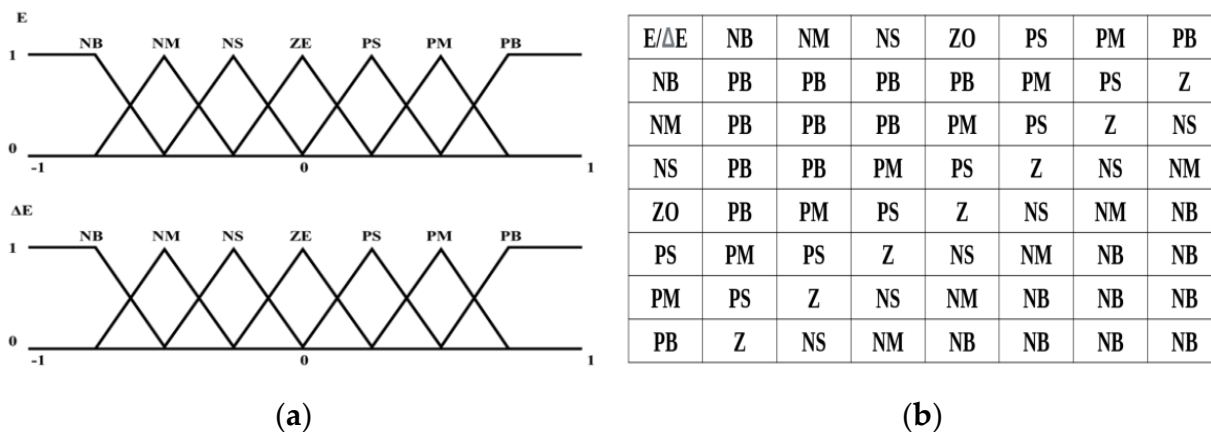 E
NB NM NS ZE PS PM PB
1
0
-1 0 1
ΔE
NB NM NS ZE PS PM PB
1
0
-1 0 1
(a)
E/ΔE NB NM NS ZO PS PM PB
NB PB PB PB PB PM PS Z
NM PB PB PB PM PS Z NS
NS PB PB PM PS Z NS NM
ZO PB PM PS Z NS NM NB
PS PM PS Z NS NM NB NB
PM PS Z NS NM NB NB NB
PB Z NS NM NB NB NB NB
(b)